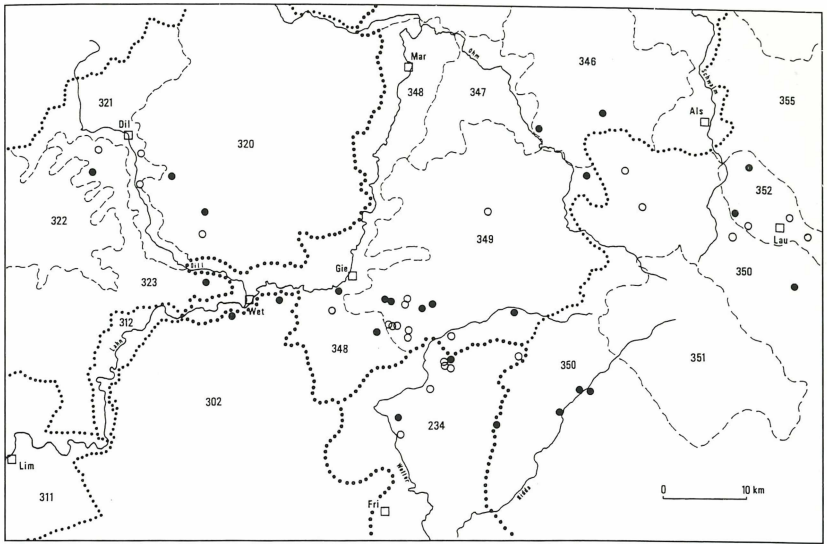 Mar
Ohm
346
Schwalm
348
347
355
321
Als
Dil
320
352
322
Lau
349
Dill
Gie
350
323
Wet
312
Lahn
348
350
351
302
234
Lim
Wetter
Nidda
311
Fri
0 10 km